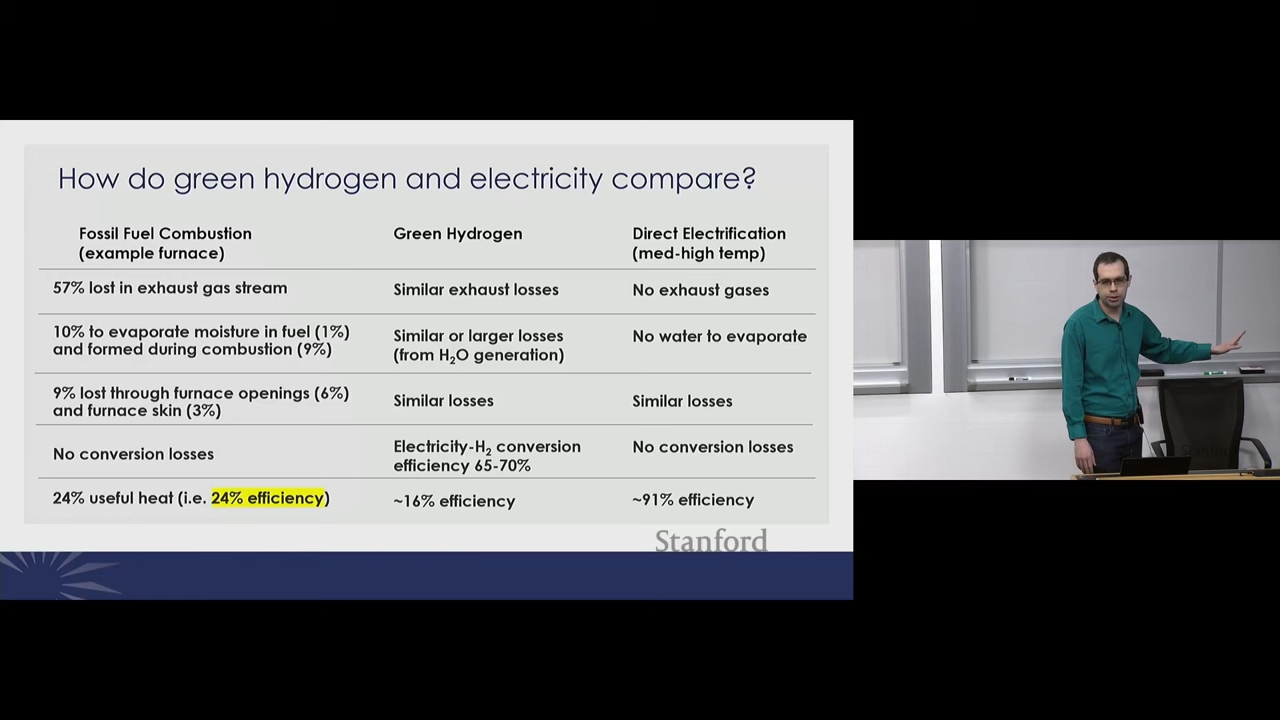 How do green hydrogen and electricity compare?
Fossil Fuel Combustion
(example furnace)
Green Hydrogen
Direct Electrification
(med-high temp)
57% lost in exhaust gas stream
Similar exhaust losses
No exhaust gases
10% to evaporate moisture in fuel (1%)
and formed during combustion (9%)
Similar or larger losses
(from H₂O generation)
No water to evaporate
9% lost through furnace openings (6%)
and furnace skin (3%)
Similar losses
Similar losses
No conversion losses
Electricity-H₂ conversion
efficiency 65-70%
No conversion losses
24% useful heat (i.e. 24% efficiency)
~16% efficiency
~91% efficiency
Stanford